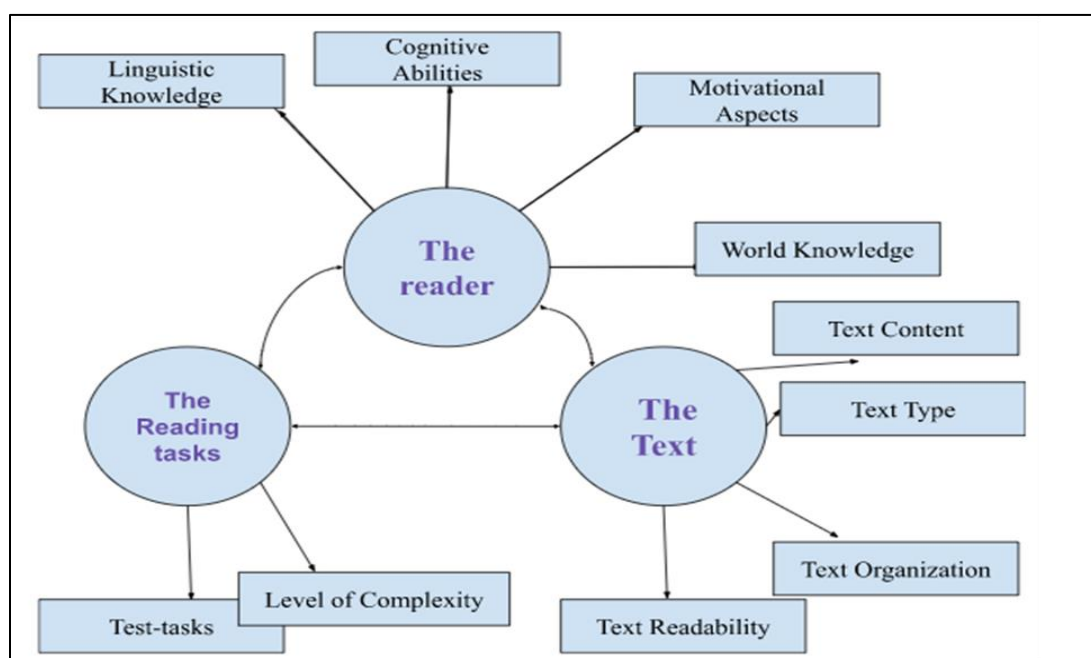 Cognitive
Abilities
Linguistic
Knowledge
Motivational
Aspects
The
reader
World Knowledge
Text Content
The
Reading
tasks
The
Text
Text Type
Text Organization
Level of Complexity
Test-tasks
Text Readability